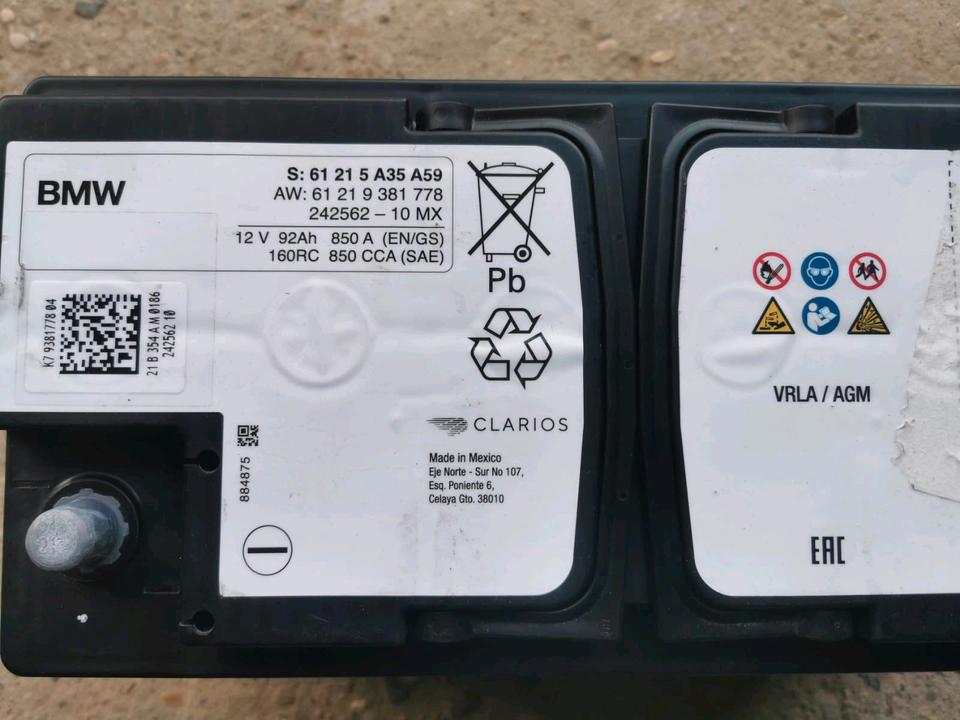 BMW
S: 61 21 5 A35 A59
AW: 61 21 9 381 778
242562 – 10 MX
12 V 92Ah 850 A (EN/GS)
160RC 850 CCA (SAE)
K7 9381778 04
21 B 354 A M 0186
242562 10
Pb
CLARIOS
Made in Mexico
Eje Norte - Sur No 107,
Esq. Poniente 6,
Celaya Gto. 38010
884875
VRLA / AGM
EAC